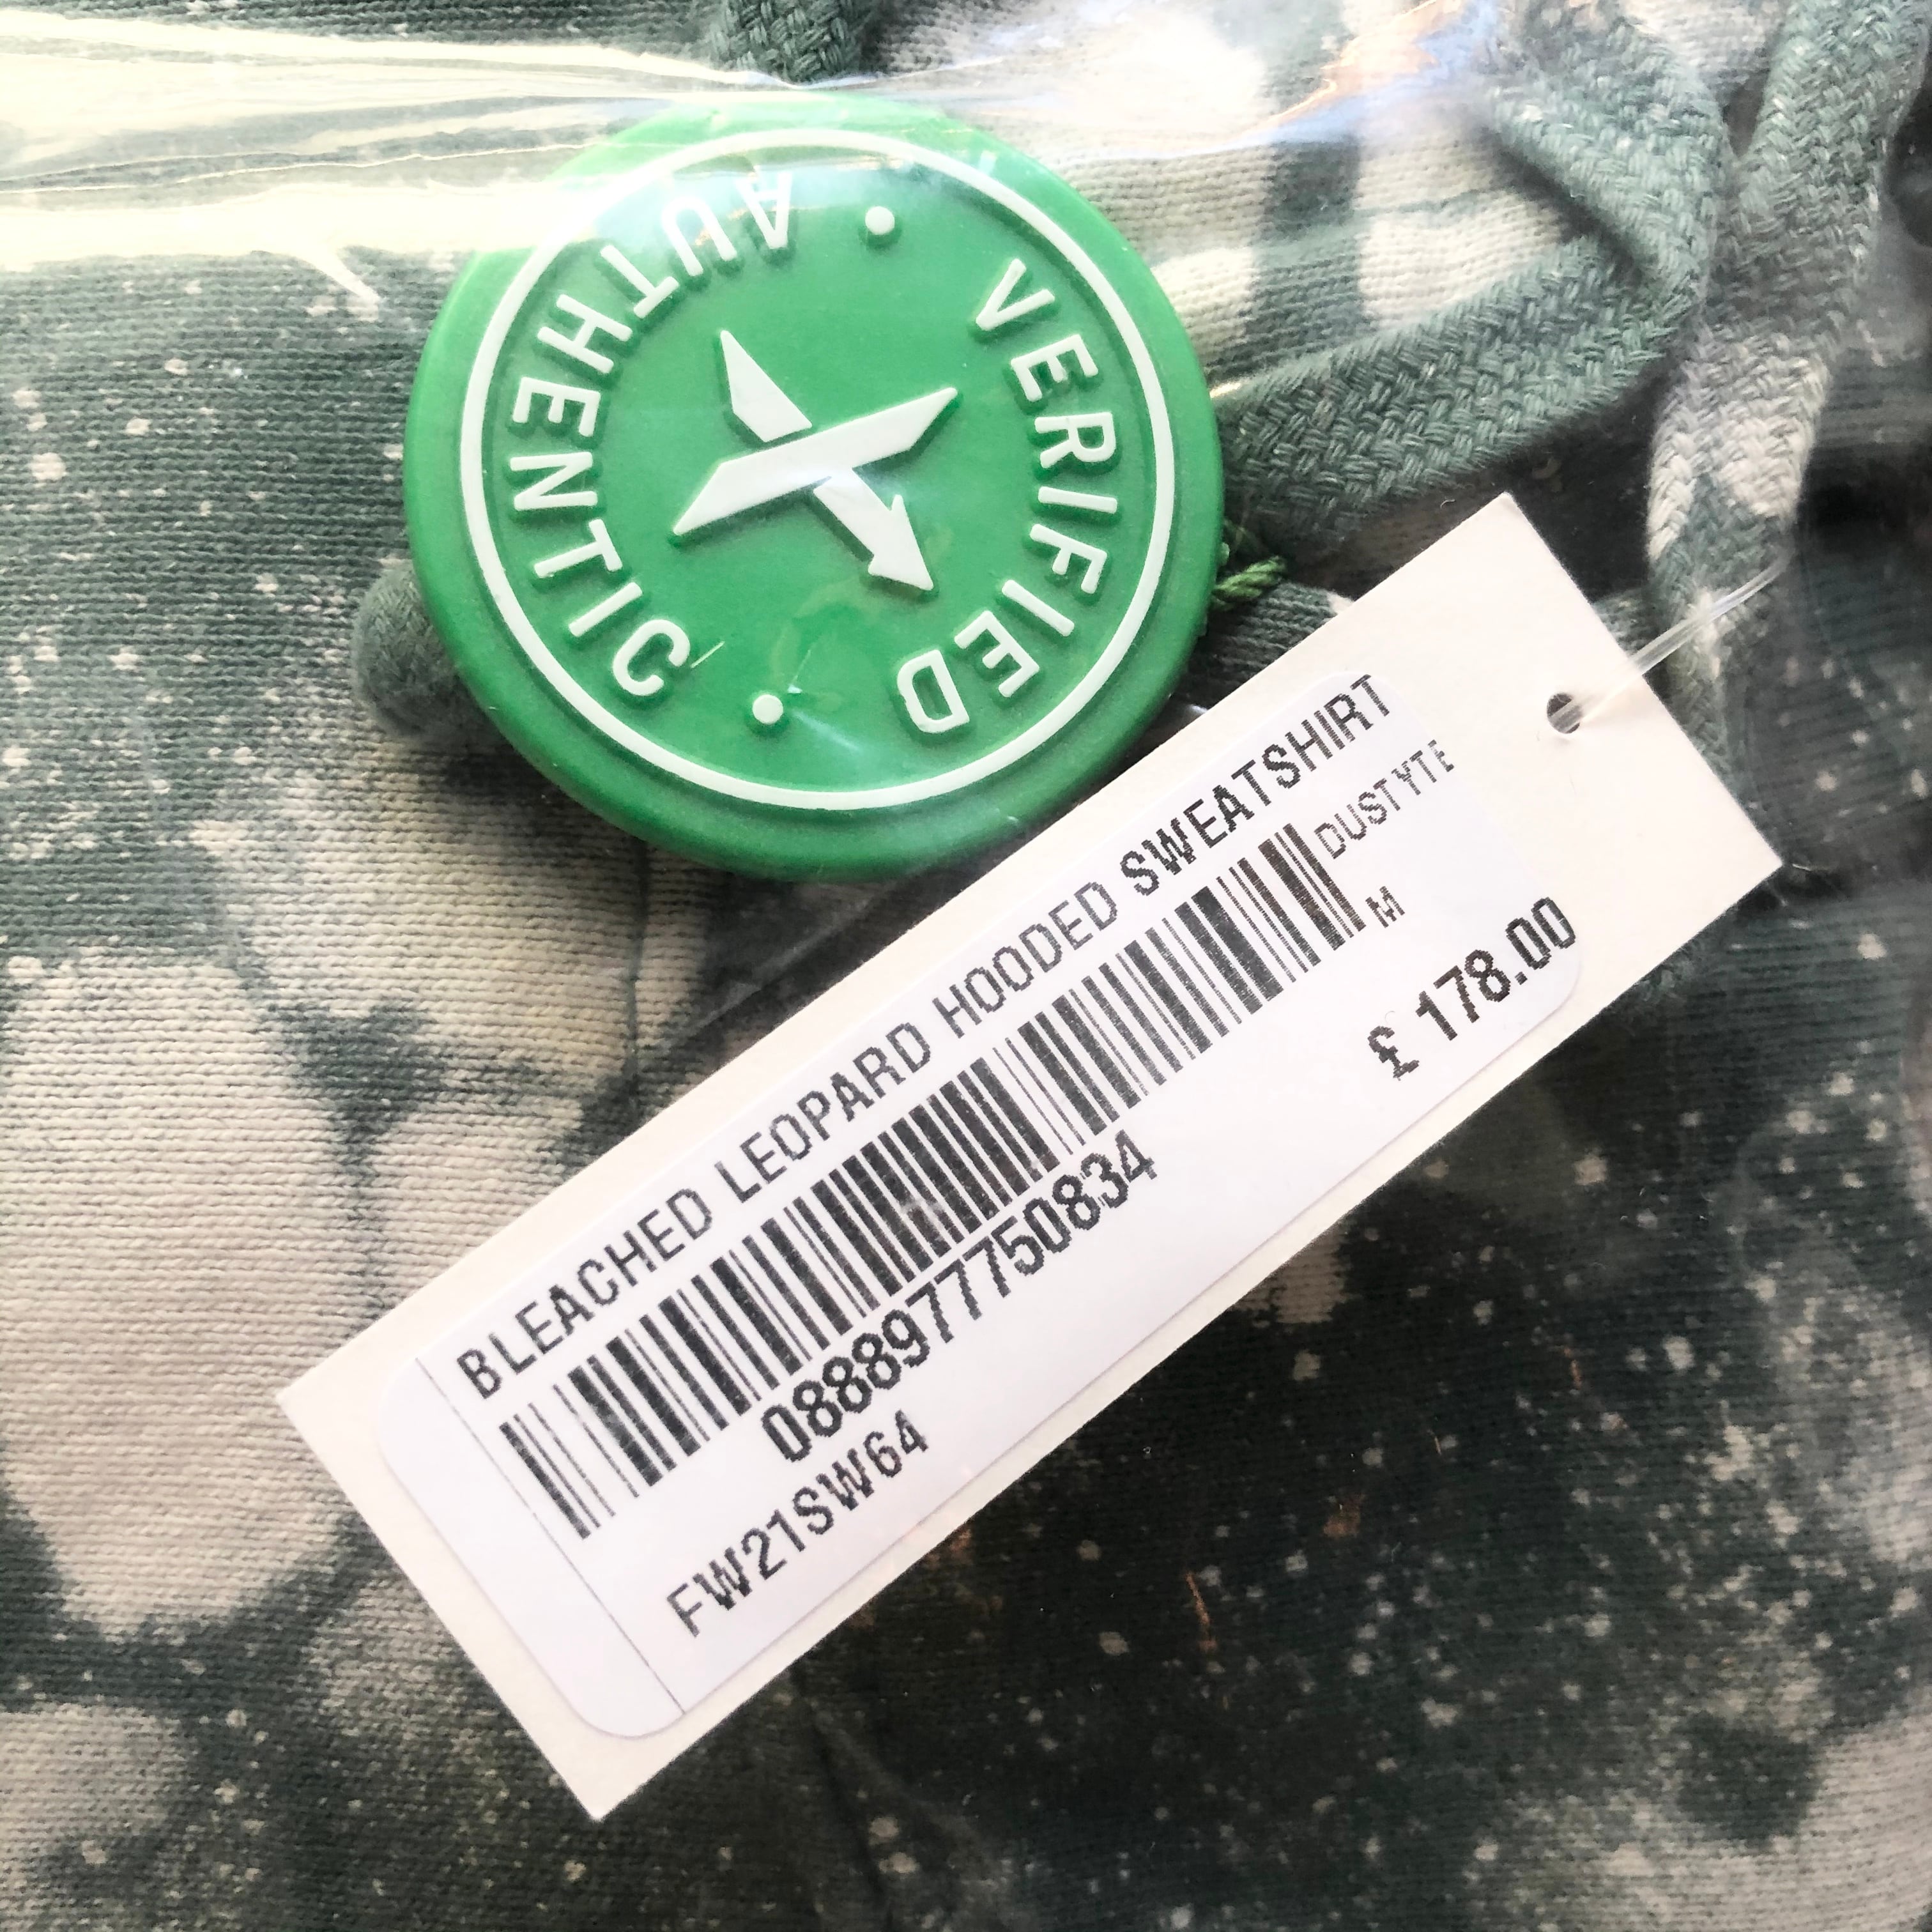 AUTHENTIC
VERIFIED
BLEACHED LEOPARD HOODED SWEATSHIRT
DUSTYTE
M
0888977750834
£ 178.00
FW21SW64